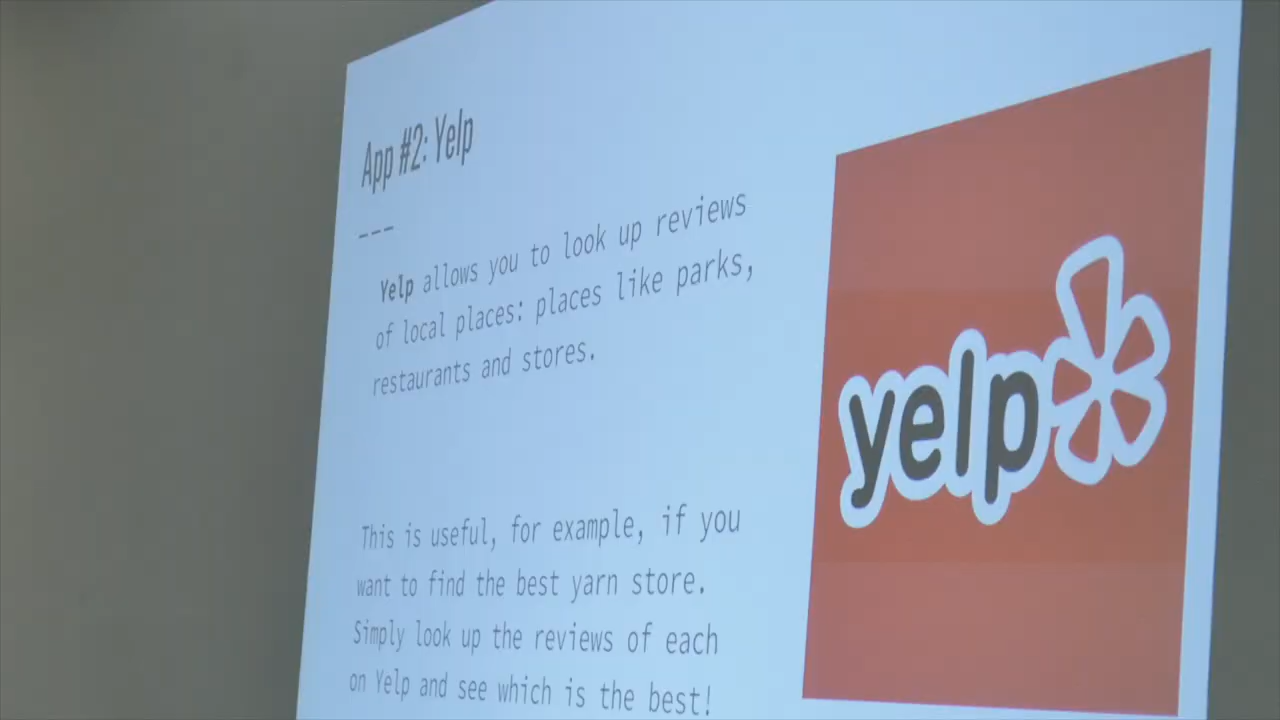 App #2: Yelp
---
Yelp allows you to look up reviews
of local places: places like parks,
restaurants and stores.
This is useful, for example, if you
want to find the best yarn store.
Simply look up the reviews of each
on Yelp and see which is the best!
yelp